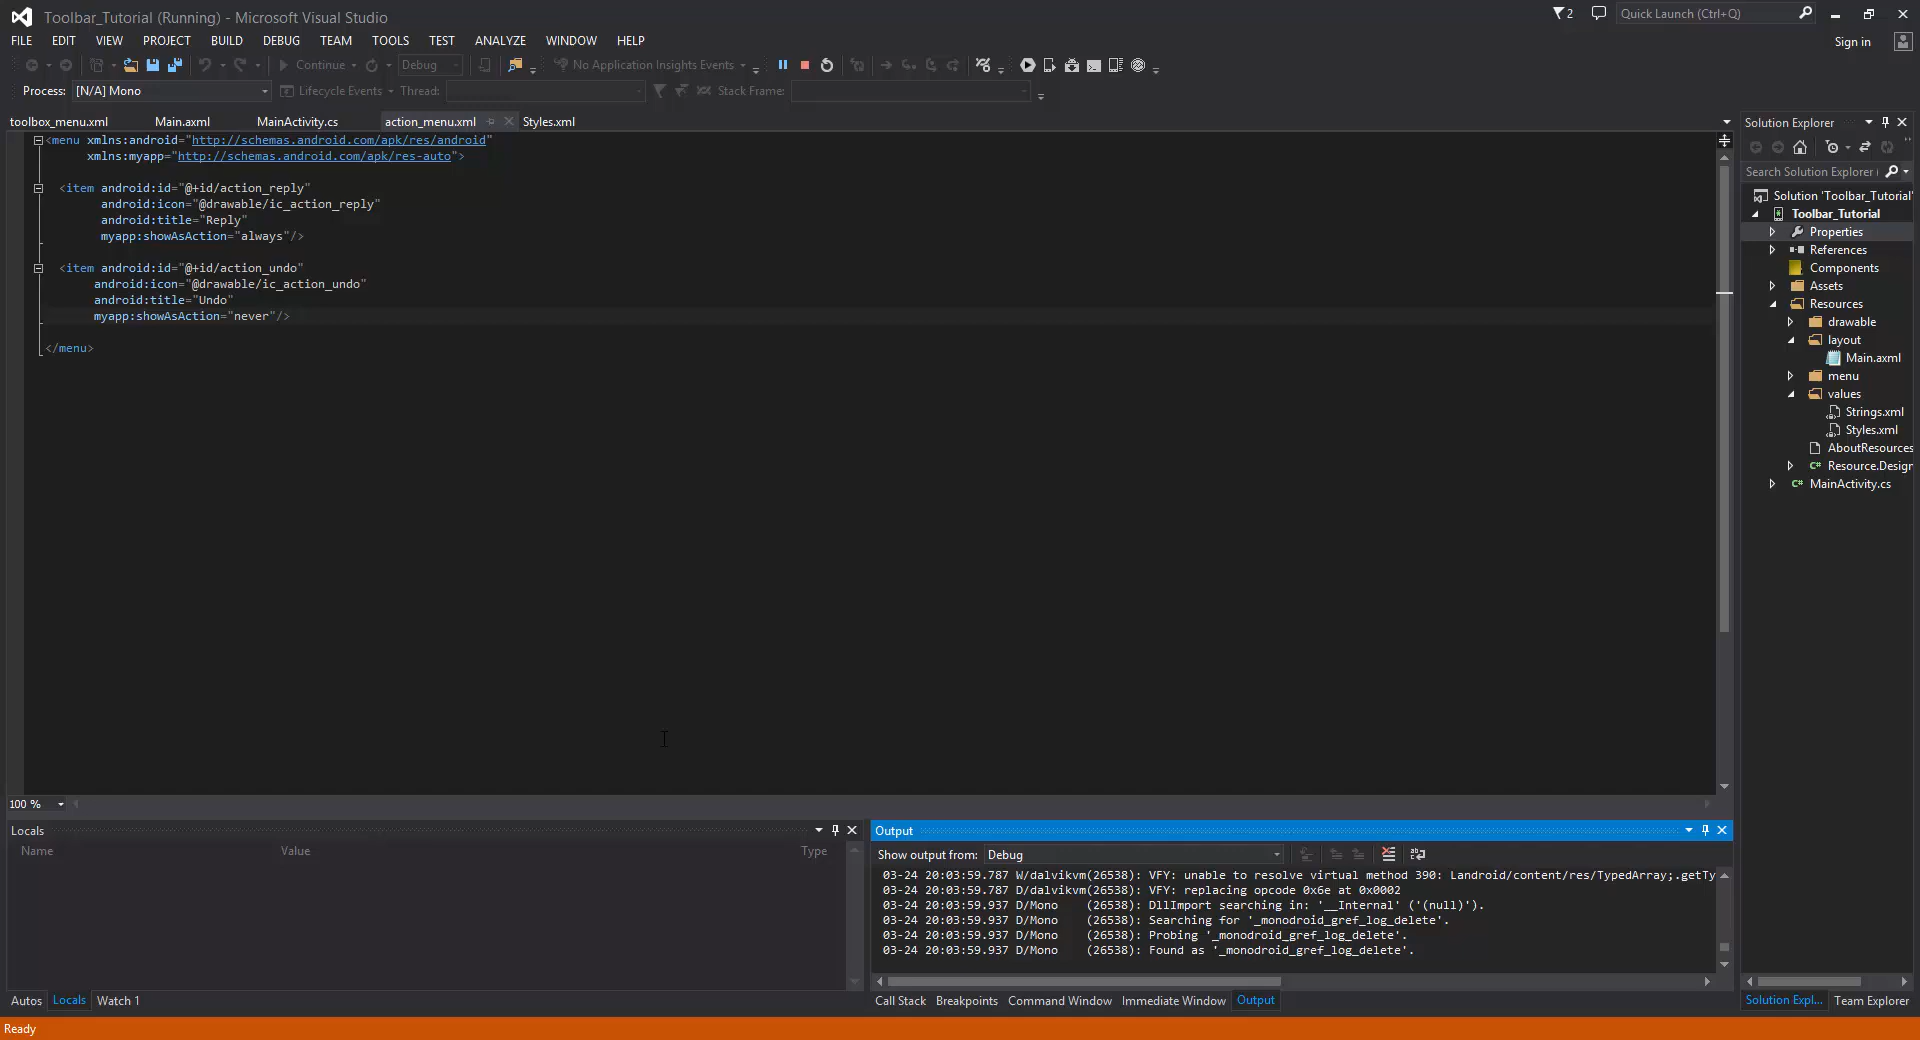 Toolbar_Tutorial (Running) - Microsoft Visual Studio
2
Quick Launch (Ctrl+Q)
FILE EDIT VIEW PROJECT BUILD DEBUG TEAM TOOLS TEST ANALYZE WINDOW HELP
Sign in
Continue Debug No Application Insights Events
Process: [N/A] Mono Lifecycle Events Thread: Stack Frame:
toolbox_menu.xml Main.axml MainActivity.cs action_menu.xml Styles.xml
<menu xmlns:android="http://schemas.android.com/apk/res/android"
xmlns:myapp="http://schemas.android.com/apk/res-auto">
<item android:id="@+id/action_reply"
android:icon="@drawable/ic_action_reply"
android:title="Reply"
myapp:showAsAction="always"/>
<item android:id="@+id/action_undo"
android:icon="@drawable/ic_action_undo"
android:title="Undo"
myapp:showAsAction="never"/>
</menu>
100 %
Solution Explorer
Search Solution Explorer (
Solution 'Toolbar_Tutorial'
Toolbar_Tutorial
Properties
References
Components
Assets
Resources
drawable
layout
Main.axml
menu
values
Strings.xml
Styles.xml
AboutResources
C# Resource.Desigr
C# MainActivity.cs
Locals
Name Value Type
Autos Locals Watch 1
Output
Show output from: Debug
03-24 20:03:59.787 W/dalvikvm(26538): VFY: unable to resolve virtual method 390: Landroid/content/res/TypedArray;.getTy
03-24 20:03:59.787 D/dalvikvm(26538): VFY: replacing opcode 0x6e at 0x0002
03-24 20:03:59.937 D/Mono    (26538): DllImport searching in: '__Internal' ('(null)').
03-24 20:03:59.937 D/Mono    (26538): Searching for '_monodroid_gref_log_delete'.
03-24 20:03:59.937 D/Mono    (26538): Probing '_monodroid_gref_log_delete'.
03-24 20:03:59.937 D/Mono    (26538): Found as '_monodroid_gref_log_delete'.
Call Stack Breakpoints Command Window Immediate Window Output
Solution Expl... Team Explorer
Ready